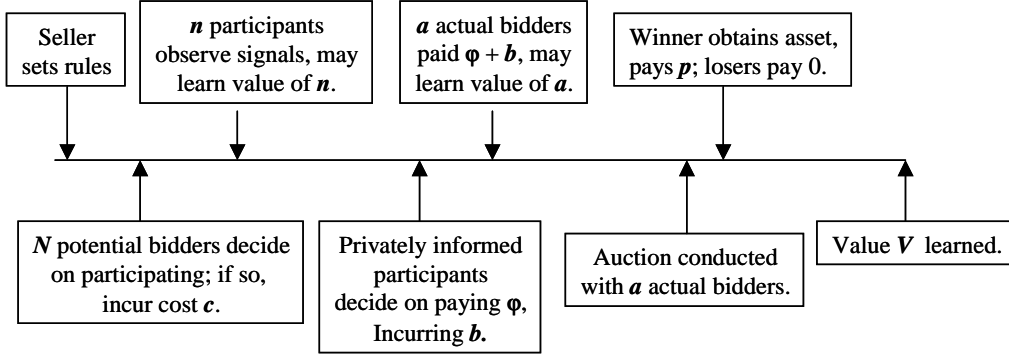 Seller
sets rules
n participants
observe signals, may
learn value of n.
a actual bidders
paid φ + b, may
learn value of a.
Winner obtains asset,
pays p; losers pay 0.
N potential bidders decide
on participating; if so,
incur cost c.
Privately informed
participants
decide on paying φ,
Incurring b.
Auction conducted
with a actual bidders.
Value V learned.